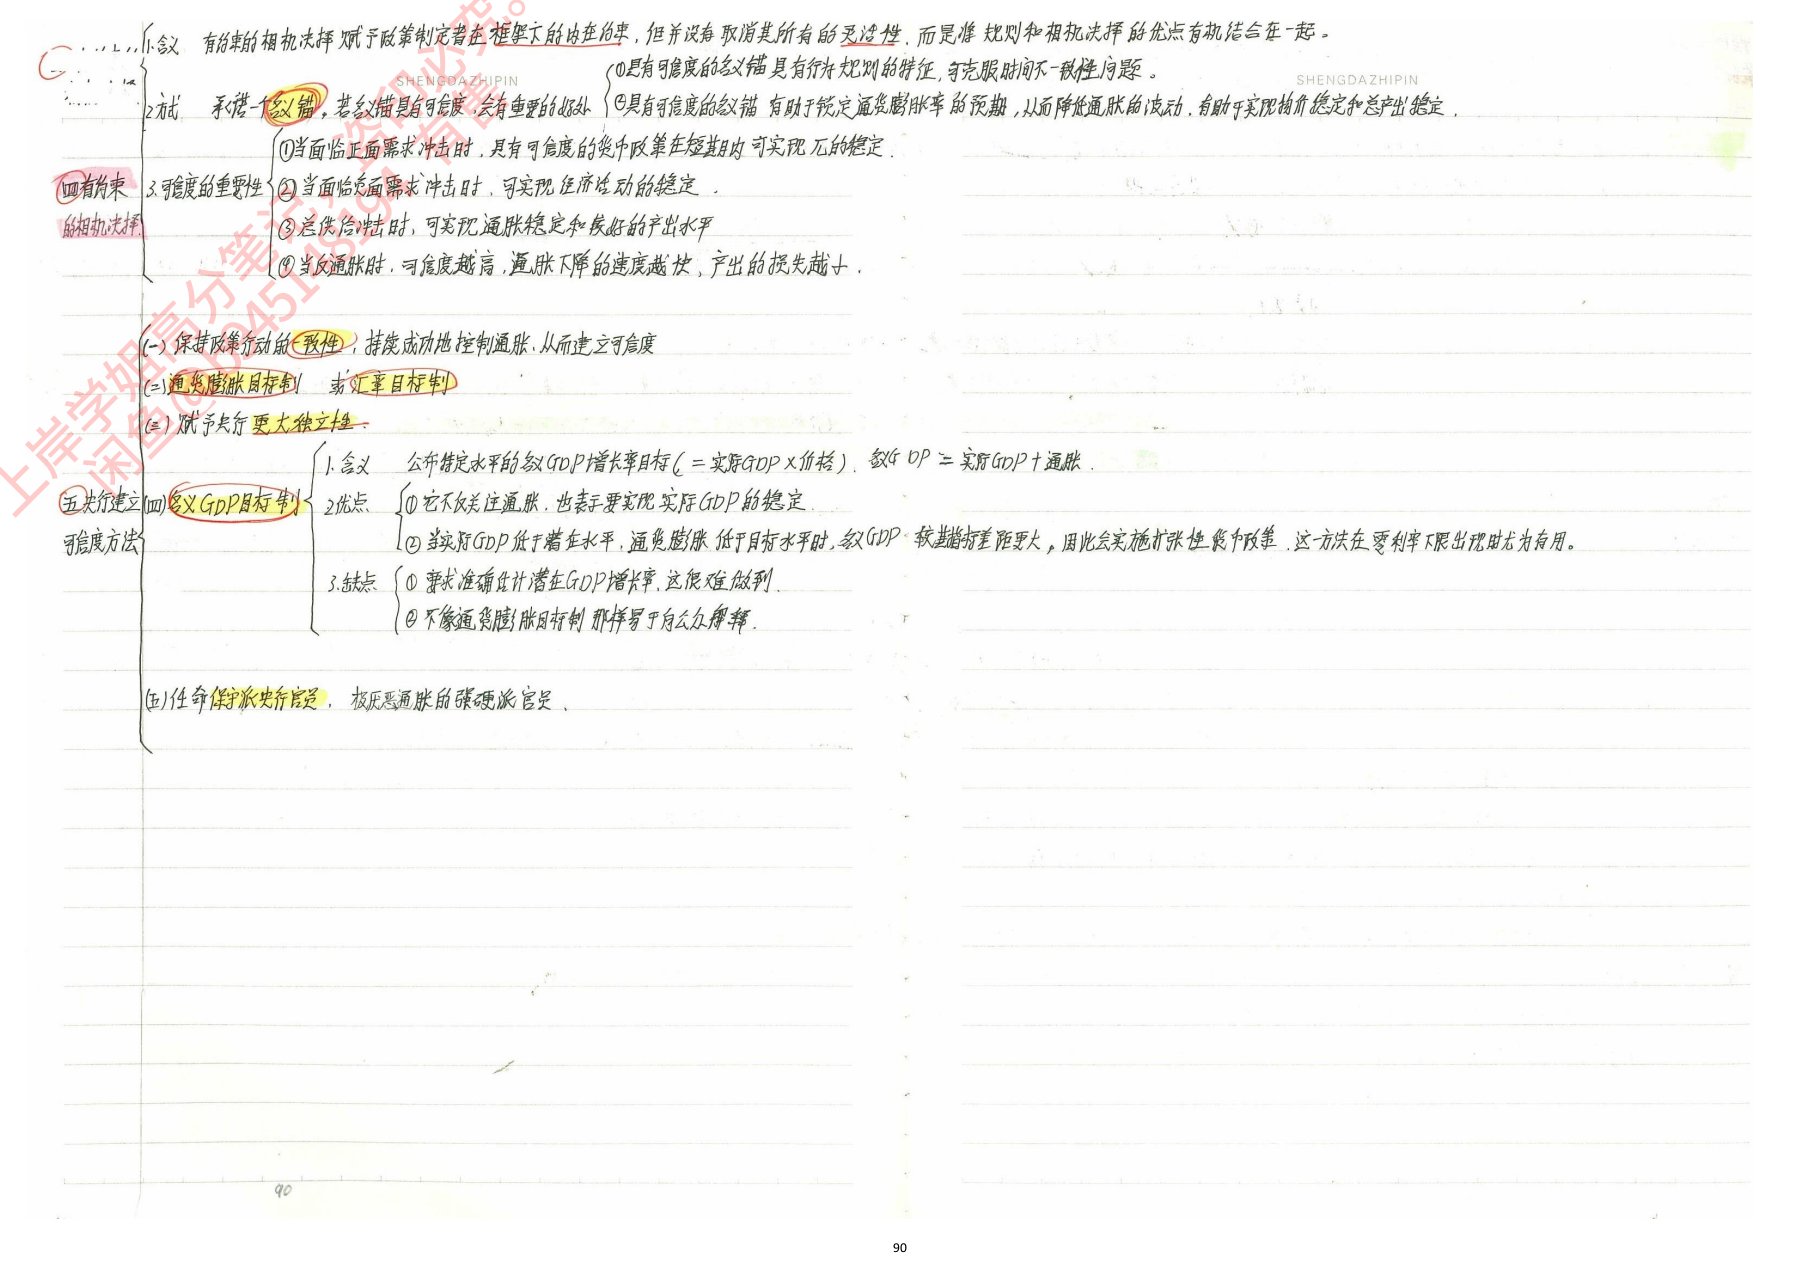 1.含义 有约束的相机抉择 赋予政策制定者在框架下的内在约束，但并没有取消其所有的灵活性，而是将 规则和相机决择的优点有机结合在一起。
SHENGDAZHIPIN SHENGDAZHIPIN
①具有可信度的名义锚 具有行为规则的特征，可克服时间不一致性问题。
2.方式 承诺一个名义锚。若名义锚具有可信度，会有重要的好处
②具有可信度的名义锚 有助于锁定通货膨胀率的预期，从而降低通胀的波动，有助于实现物价稳定和总产出稳定.
(四)有约束的相机决择
3.可信度的重要性
①当面临正面需求冲击时，具有可信度的货币政策在短期内可实现π的稳定.
②当面临负面需求冲击时，可实现经济活动的稳定.
③总供给冲击时，可实现通胀稳定和良好的产出水平
④当反通胀时，可信度越高，通胀下降的速度越快，产出的损失越小.
五.央行建立可信度方法
(一) 保持政策行动的一致性，持续成功地控制通胀，从而建立可信度
(二) 通货膨胀目标制 或 汇率目标制
(三) 赋予央行更大独立性.
(四) 名义GDP目标制
1.含义 公布特定水平的名义GDP增长率目标(=实际GDP×价格). 名义GDP=实际GDP+通胀.
2.优点 ①它不仅关注通胀，也表示要实现实际GDP的稳定.
②当实际GDP低于潜在水平，通货膨胀低于目标水平时，名义GDP 较其目标差距更大，因此会实施扩张性货币政策，这一方法在零利率下限出现时尤为有用。
3.缺点 ①要求准确估计潜在GDP增长率，这很难做到.
②不像通货膨胀目标制那样易于向公众解释.
(五)任命保守派央行官员， 极厌恶通胀的强硬派官员.
上岸学姐高分笔记，盗印必究。
闲鱼@tb9451481941有售
90
90